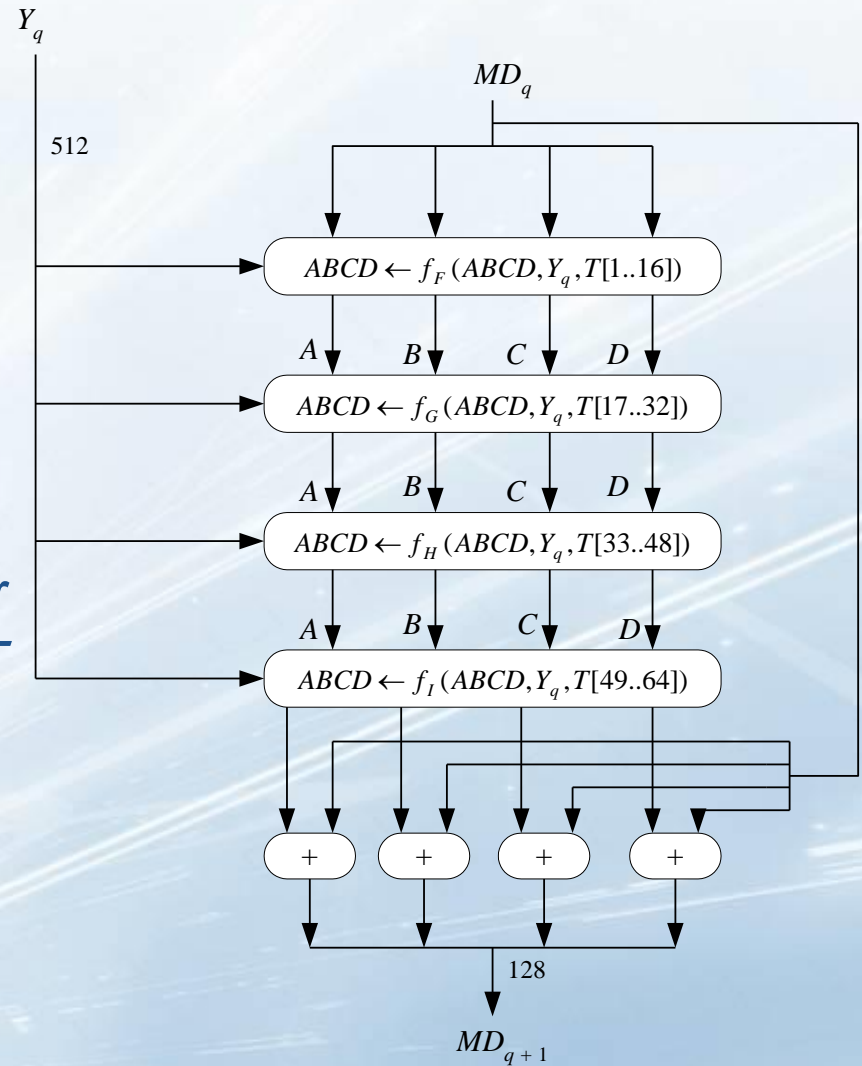 Y_q
MD_q
512
ABCD ← f_F (ABCD, Y_q, T[1..16])
A B C D
ABCD ← f_G (ABCD, Y_q, T[17..32])
A B C D
ABCD ← f_H (ABCD, Y_q, T[33..48])
A B C D
ABCD ← f_I (ABCD, Y_q, T[49..64])
+ + + +
128
MD_{q+1}